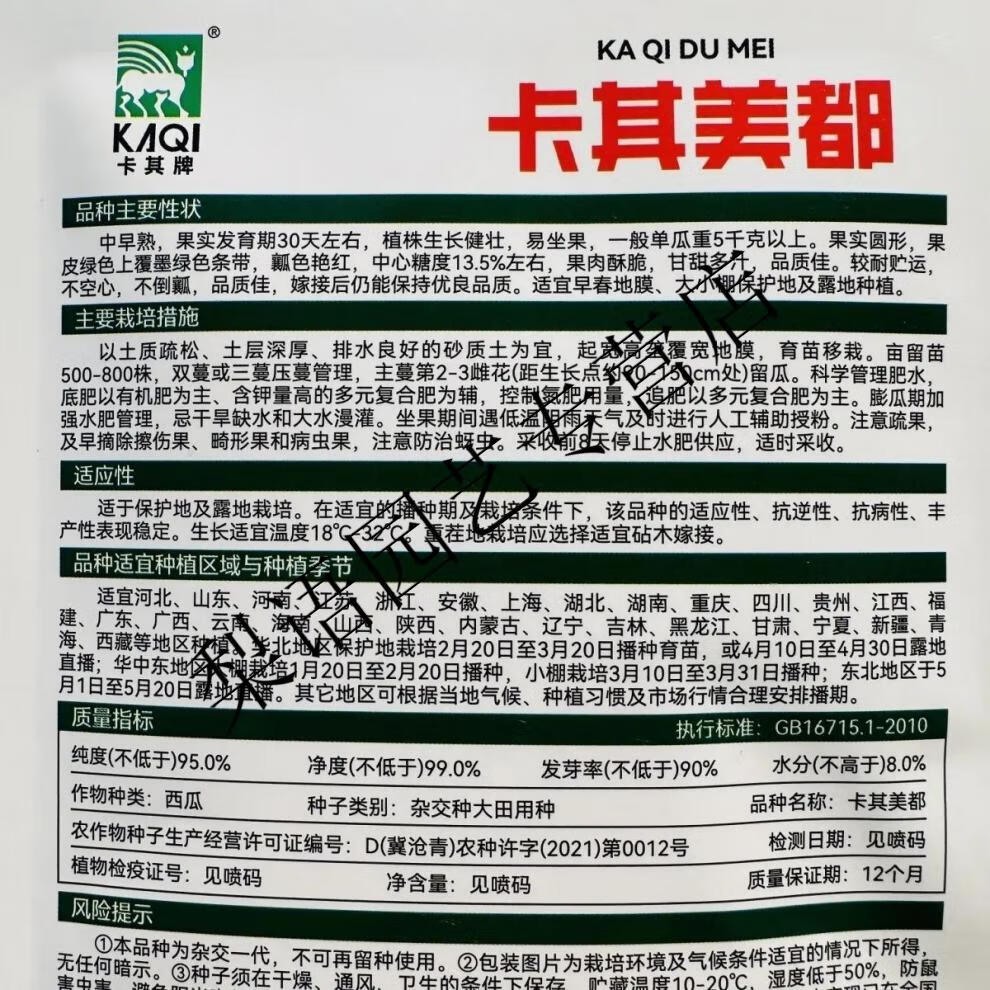 ®
KA QI DU MEI
卡其美都
KAQI
卡其牌
品种主要性状
中早熟，果实发育期30天左右，植株生长健壮，易坐果，一般单瓜重5千克以上。果实圆形，果
皮绿色上覆墨绿色条带，瓤色艳红，中心糖度13.5%左右，果肉酥脆，甘甜多汁，品质佳。较耐贮运，
不空心，不倒瓤，品质佳，嫁接后仍能保持优良品质。适宜早春地膜、大小棚保护地及露地种植。
主要栽培措施
以土质疏松、土层深厚、排水良好的砂质土为宜，起宽高垄覆宽地膜，育苗移栽。亩留苗
500-800株，双蔓或三蔓压蔓管理，主蔓第2-3雌花(距生长点约90-150cm处)留瓜。科学管理肥水，
底肥以有机肥为主、含钾量高的多元复合肥为辅，控制氮肥用量，追肥以多元复合肥为主。膨瓜期加
强水肥管理，忌干旱缺水和大水漫灌。坐果期间遇低温阴雨天气及时进行人工辅助授粉。注意疏果，
及早摘除擦伤果、畸形果和病虫果，注意防治蚜虫。采收前8天停止水肥供应，适时采收。
适应性
适于保护地及露地栽培。在适宜的播种期及栽培条件下，该品种的适应性、抗逆性、抗病性、丰
产性表现稳定。生长适宜温度18℃-32℃。重茬地栽培应选择适宜砧木嫁接。
品种适宜种植区域与种植季节
适宜河北、山东、河南、江苏、浙江、安徽、上海、湖北、湖南、重庆、四川、贵州、江西、福
建、广东、广西、云南、海南、山西、陕西、内蒙古、辽宁、吉林、黑龙江、甘肃、宁夏、新疆、青
海、西藏等地区种植。华北地区保护地栽培2月20日至3月20日播种育苗，或4月10日至4月30日露地
直播；华中东地区大棚栽培1月20日至2月20日播种，小棚栽培3月10日至3月31日播种；东北地区于5
月1日至5月20日露地直播。其它地区可根据当地气候、种植习惯及市场行情合理安排播期。
质量指标 执行标准：GB16715.1-2010
纯度(不低于)95.0% 净度(不低于)99.0% 发芽率(不低于)90% 水分(不高于)8.0%
作物种类：西瓜 种子类别：杂交种大田用种 品种名称：卡其美都
农作物种子生产经营许可证编号：D(冀沧青)农种许字(2021)第0012号 检测日期：见喷码
植物检疫证号：见喷码 净含量：见喷码 质量保证期：12个月
风险提示
①本品种为杂交一代，不可再留种使用。②包装图片为栽培环境及气候条件适宜的情况下所得，
无任何暗示。③种子须在干燥、通风、卫生的条件下保存，贮藏温度10-20℃，湿度低于50%，防鼠
梨语园艺专营店